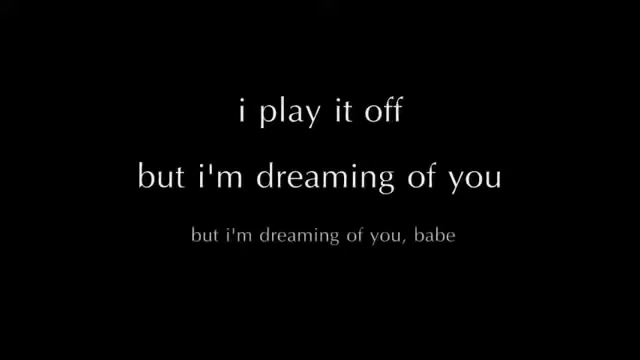 i play it off
but i'm dreaming of you
but i'm dreaming of you, babe